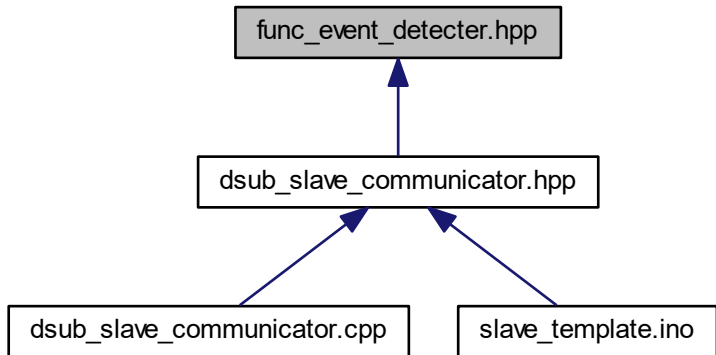 func_event_detecter.hpp
dsub_slave_communicator.hpp
dsub_slave_communicator.cpp
slave_template.ino